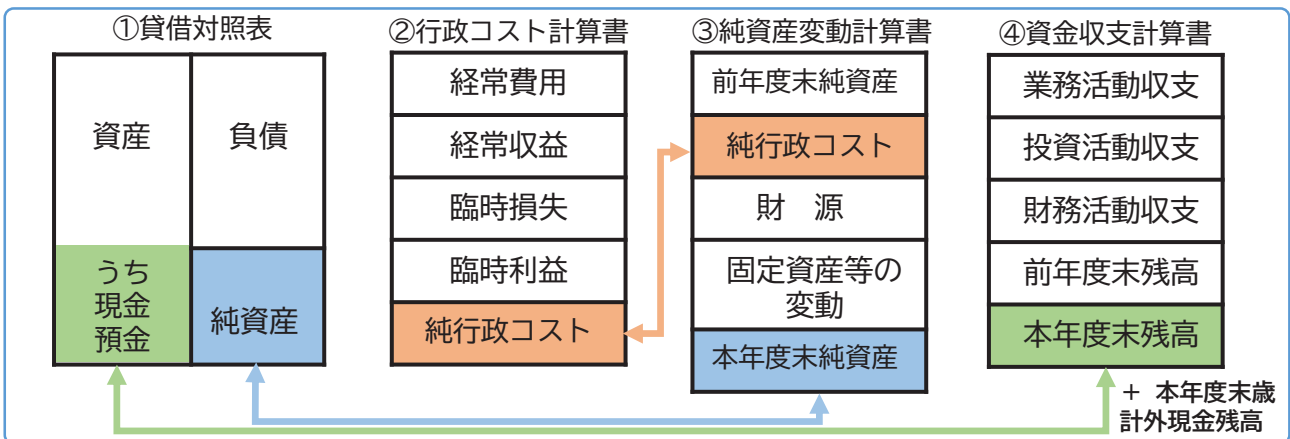 ①貸借対照表
資産
負債
うち
現金
預金
純資産
②行政コスト計算書
経常費用
経常収益
臨時損失
臨時利益
純行政コスト
③純資産変動計算書
前年度末純資産
純行政コスト
財　源
固定資産等の
変動
本年度末純資産
④資金収支計算書
業務活動収支
投資活動収支
財務活動収支
前年度末残高
本年度末残高
＋ 本年度末歳
計外現金残高